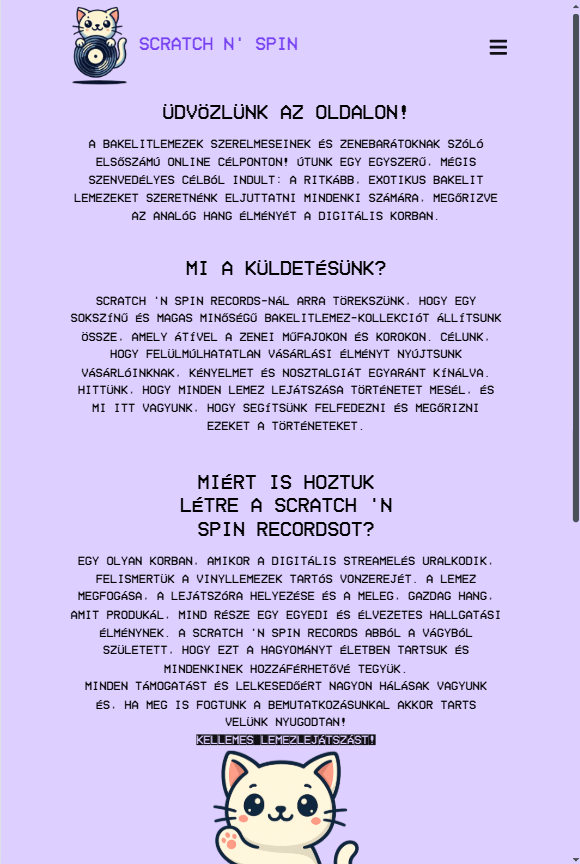 SCRATCH N' SPIN
ÜDVÖZLÜNK AZ OLDALON!
A BAKELITLEMEZEK SZERELMESEINEK ÉS ZENEBARÁTOKNAK SZÓLÓ
ELSŐSZÁMÚ ONLINE CÉLPONTON! ÚTUNK EGY EGYSZERŰ, MÉGIS
SZENVEDÉLYES CÉLBÓL INDULT: A RITKÁBB, EXOTIKUS BAKELIT
LEMEZEKET SZERETNÉNK ELJUTTATNI MINDENKI SZÁMÁRA, MEGŐRIZVE
AZ ANALÓG HANG ÉLMÉNYÉT A DIGITÁLIS KORBAN.
MI A KÜLDETÉSÜNK?
SCRATCH 'N SPIN RECORDS-NÁL ARRA TÖREKSZÜNK, HOGY EGY
SOKSZÍNŰ ÉS MAGAS MINŐSÉGŰ BAKELITLEMEZ-KOLLEKCIÓT ÁLLÍTSUNK
ÖSSZE, AMELY ÁTÍVEL A ZENEI MŰFAJOKON ÉS KOROKON. CÉLUNK,
HOGY FELÜLMÚLHATATLAN VÁSÁRLÁSI ÉLMÉNYT NYÚJTSUNK
VÁSÁRLÓINKNAK, KÉNYELMET ÉS NOSZTALGIÁT EGYARÁNT KÍNÁLVA.
HITTÜNK, HOGY MINDEN LEMEZ LEJÁTSZÁSA TÖRTÉNETET MESÉL, ÉS
MI ITT VAGYUNK, HOGY SEGÍTSÜNK FELFEDEZNI ÉS MEGŐRIZNI
EZEKET A TÖRTÉNETEKET.
MIÉRT IS HOZTUK
LÉTRE A SCRATCH 'N
SPIN RECORDSOT?
EGY OLYAN KORBAN, AMIKOR A DIGITÁLIS STREAMELÉS URALKODIK,
FELISMERTÜK A VINYLLEMEZEK TARTÓS VONZEREJÉT. A LEMEZ
MEGFOGÁSA, A LEJÁTSZÓRA HELYEZÉSE ÉS A MELEG, GAZDAG HANG,
AMIT PRODUKÁL, MIND RÉSZE EGY EGYEDI ÉS ÉLVEZETES HALLGATÁSI
ÉLMÉNYNEK. A SCRATCH 'N SPIN RECORDS ABBÓL A VÁGYBÓL
SZÜLETETT, HOGY EZT A HAGYOMÁNYT ÉLETBEN TARTSUK ÉS
MINDENKINEK HOZZÁFÉRHETŐVÉ TEGYÜK.
MINDEN TÁMOGATÁST ÉS LELKESEDŐÉRT NAGYON HÁLÁSAK VAGYUNK
ÉS, HA MEG IS FOGTUNK A BEMUTATKOZÁSUNKAL AKKOR TARTS
VELÜNK NYUGODTAN!
KELLEMES LEMEZLEJÁTSZÁST!